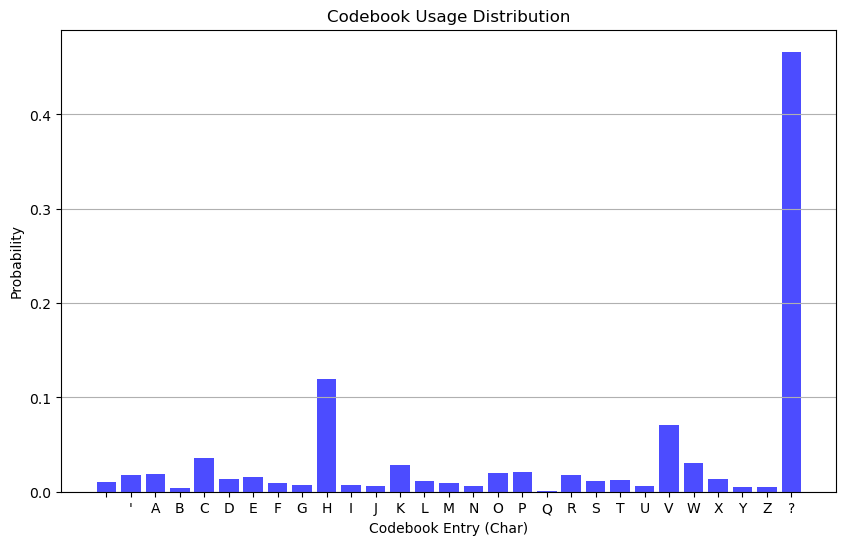 Codebook Usage Distribution
Probability
0.4
0.3
0.2
0.1
0.0
' A B C D E F G H I J K L M N O P Q R S T U V W X Y Z ?
Codebook Entry (Char)